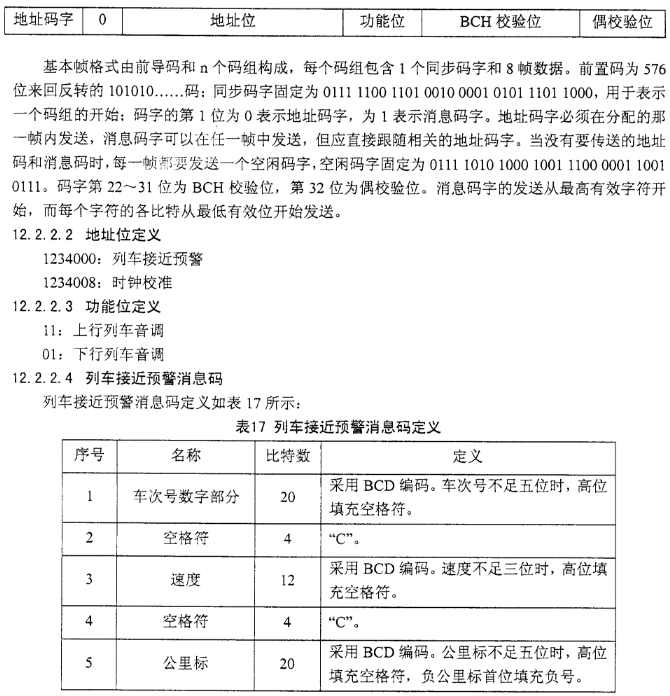 地址码字 0 地址位 功能位 BCH 校验位 偶校验位
基本帧格式由前导码和 n 个码组构成，每个码组包含 1 个同步码字和 8 帧数据。前置码为 576
位来回反转的 101010……码；同步码字固定为 0111 1100 1101 0010 0001 0101 1101 1000，用于表示
一个码组的开始；码字的第 1 位为 0 表示地址码字，为 1 表示消息码字。地址码字必须在分配的那
一帧内发送，消息码字可以在任一帧中发送，但应直接跟随相关的地址码字。当没有要传送的地址
码和消息码时，每一帧都要发送一个空闲码字，空闲码字固定为 0111 1010 1000 1001 1100 0001 1001
0111。码字第 22～31 位为 BCH 校验位，第 32 位为偶校验位。消息码字的发送从最高有效字符开
始，而每个字符的各比特从最低有效位开始发送。
12.2.2.2 地址位定义
1234000：列车接近预警
1234008：时钟校准
12.2.2.3 功能位定义
11：上行列车音调
01：下行列车音调
12.2.2.4 列车接近预警消息码
列车接近预警消息码定义如表 17 所示：
表17 列车接近预警消息码定义
序号 名称 比特数 定义
1 车次号数字部分 20 采用 BCD 编码。车次号不足五位时，高位
填充空格符。
2 空格符 4 “C”。
3 速度 12 采用 BCD 编码。速度不足三位时，高位填
充空格符。
4 空格符 4 “C”。
5 公里标 20 采用 BCD 编码。公里标不足五位时，高位
填充空格符，负公里标首位填充负号。